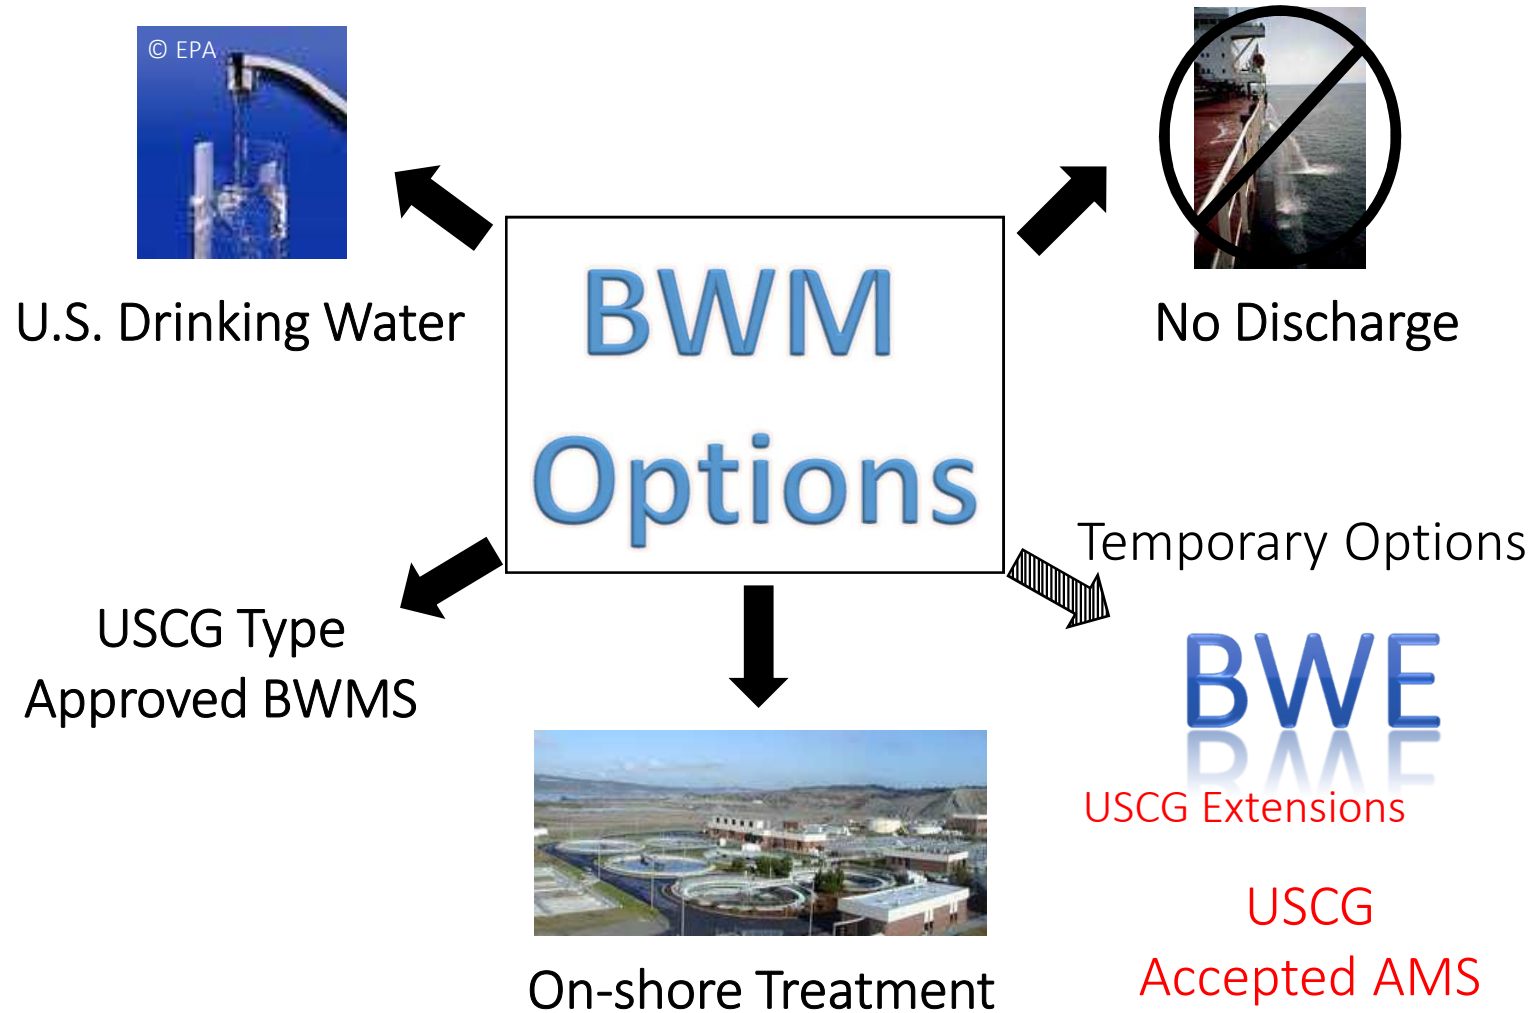 © EPA
U.S. Drinking Water
No Discharge
BWM
Options
USCG Type
Approved BWMS
On-shore Treatment
Temporary Options
BWE
USCG Extensions
USCG
Accepted AMS